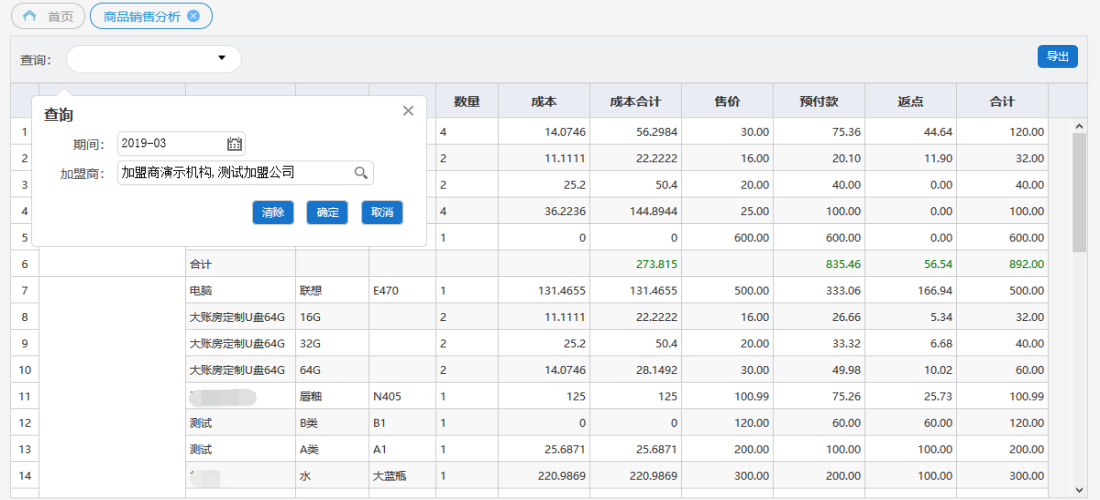 首页 商品销售分析
查询： 导出
数量 成本 成本合计 售价 预付款 返点 合计
查询
期间： 2019-03
加盟商： 加盟商演示机构,测试加盟公司
清除 确定 取消
1 4 14.0746 56.2984 30.00 75.36 44.64 120.00
2 2 11.1111 22.2222 16.00 20.10 11.90 32.00
3 2 25.2 50.4 20.00 40.00 0.00 40.00
4 4 36.2236 144.8944 25.00 100.00 0.00 100.00
5 1 0 0 600.00 600.00 0.00 600.00
6 合计 273.815 835.46 56.54 892.00
7 电脑 联想 E470 1 131.4655 131.4655 500.00 333.06 166.94 500.00
8 大账房定制U盘64G 16G 2 11.1111 22.2222 16.00 26.66 5.34 32.00
9 大账房定制U盘64G 32G 2 25.2 50.4 20.00 33.32 6.68 40.00
10 大账房定制U盘64G 64G 2 14.0746 28.1492 30.00 49.98 10.02 60.00
11 唇釉 N405 1 125 125 100.99 75.26 25.73 100.99
12 测试 B类 B1 1 0 0 120.00 60.00 60.00 120.00
13 测试 A类 A1 1 25.6871 25.6871 200.00 100.00 100.00 200.00
14 水 大蓝瓶 1 220.9869 220.9869 300.00 200.00 100.00 300.00